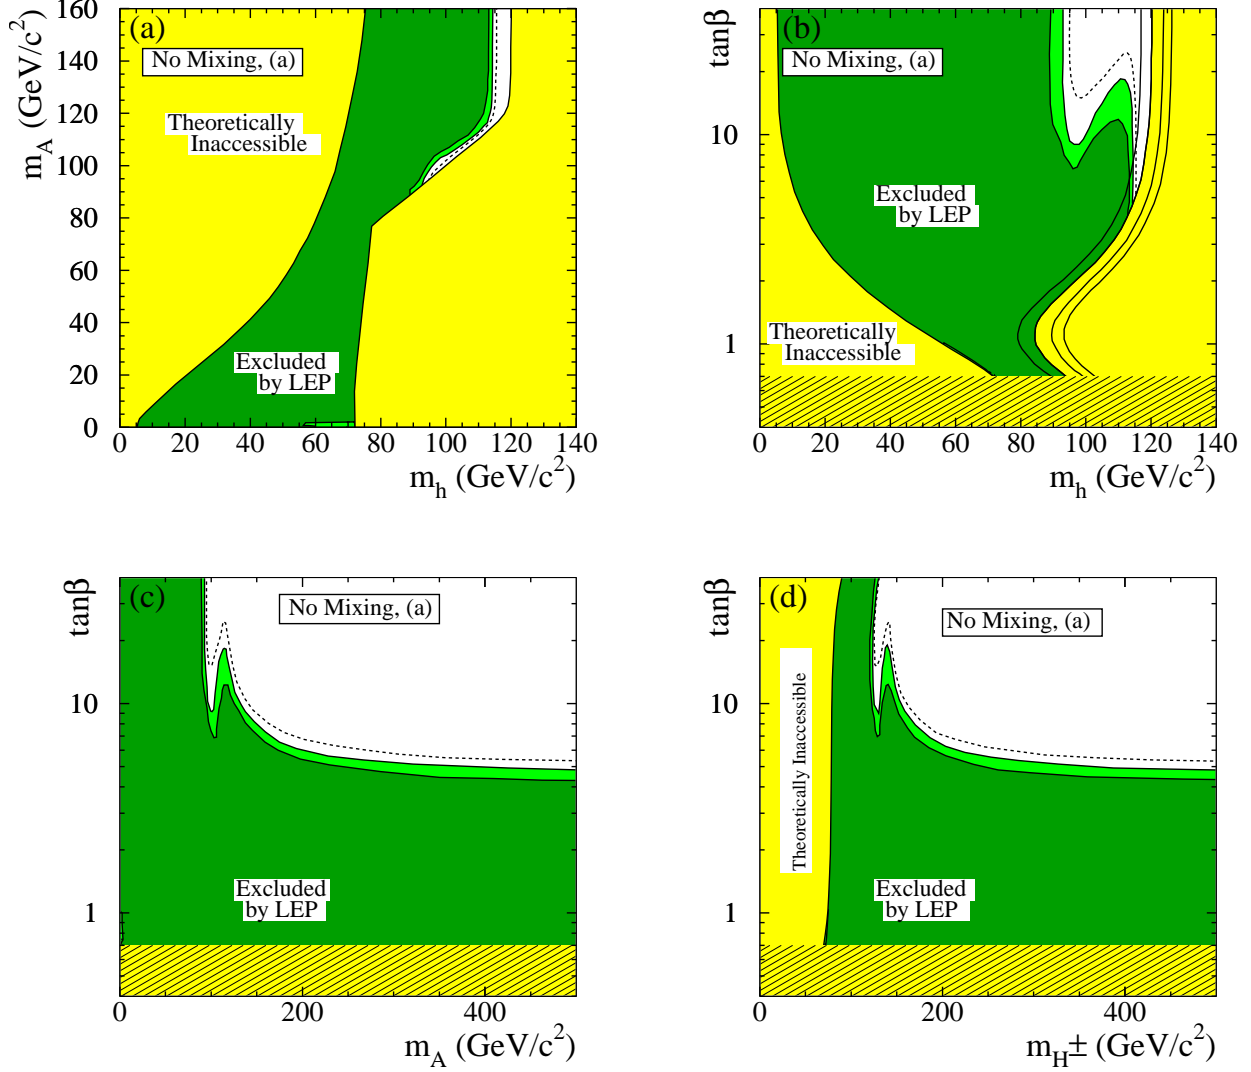 (a)
No Mixing, (a)
Theoretically
Inaccessible
Excluded
by LEP
m_A (GeV/c^2)
160
140
120
100
80
60
40
20
0
0 20 40 60 80 100 120 140
m_h (GeV/c^2)
(b)
No Mixing, (a)
Excluded
by LEP
Theoretically
Inaccessible
tanβ
10
1
0 20 40 60 80 100 120 140
m_h (GeV/c^2)
(c)
No Mixing, (a)
Excluded
by LEP
tanβ
10
1
0 200 400
m_A (GeV/c^2)
(d)
No Mixing, (a)
Theoretically Inaccessible
Excluded
by LEP
tanβ
10
1
0 200 400
m_H± (GeV/c^2)